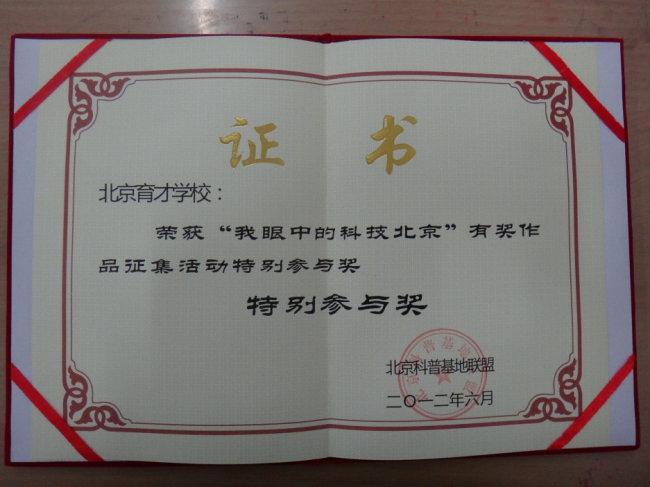 证书
北京育才学校：
荣获“我眼中的科技北京”有奖作
品征集活动特别参与奖
特别参与奖
北京科普基地联盟
二〇一二年六月